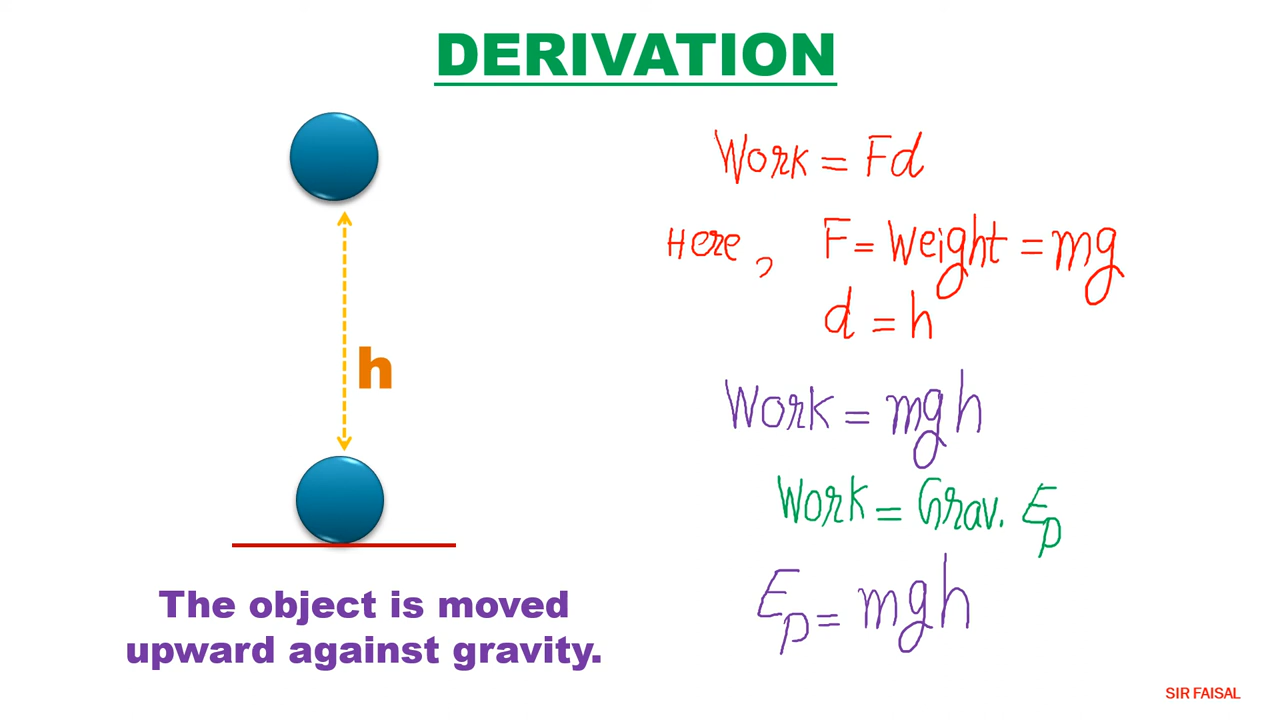 DERIVATION
h
The object is moved
upward against gravity.
Work = Fd
Here, F = Weight = mg
d = h
Work = mgh
Work = Grav. Ep
Ep = mgh
SIR FAISAL